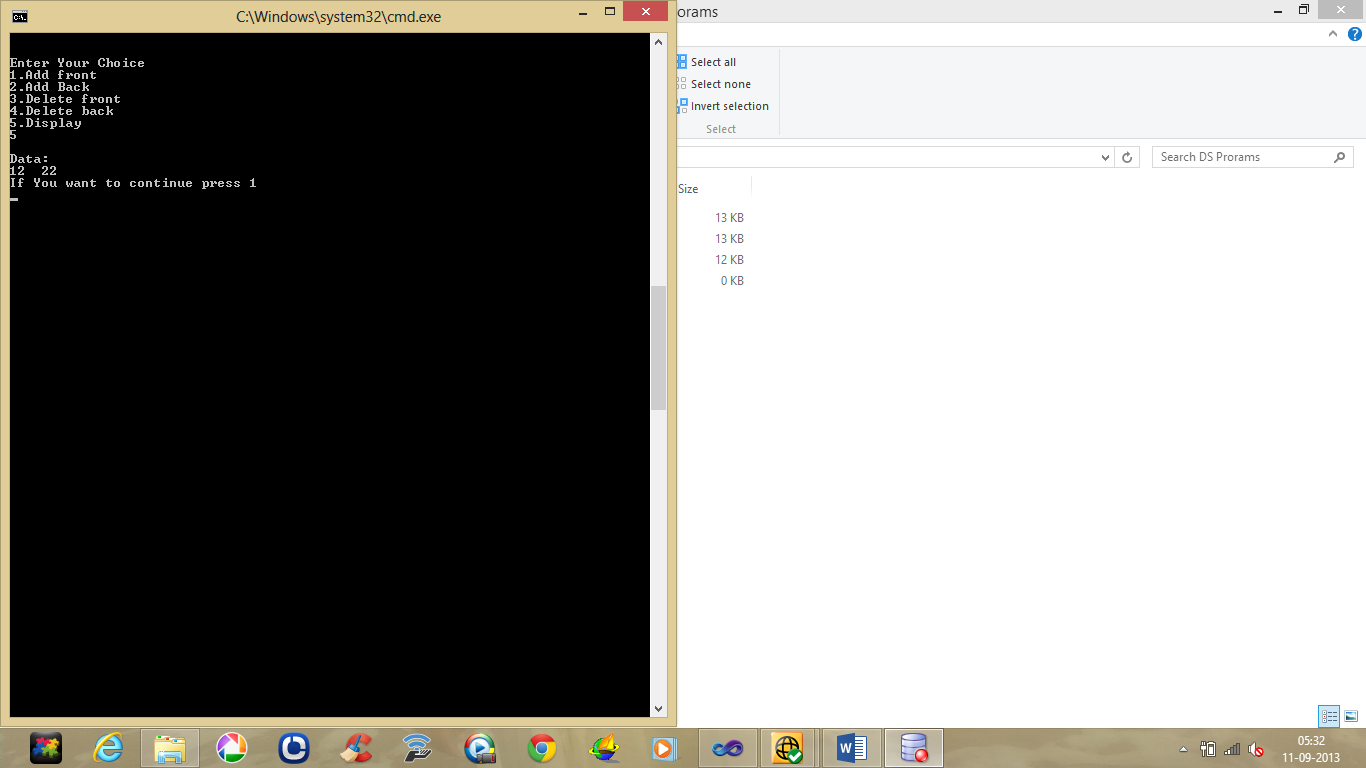 C:\Windows\system32\cmd.exe
Enter Your Choice
1.Add front
2.Add Back
3.Delete front
4.Delete back
5.Display
5
Data:
12 22
If You want to continue press 1
orams
Select all
Select none
Invert selection
Select
Search DS Prorams
Size
13 KB
13 KB
12 KB
0 KB
05:32
11-09-2013